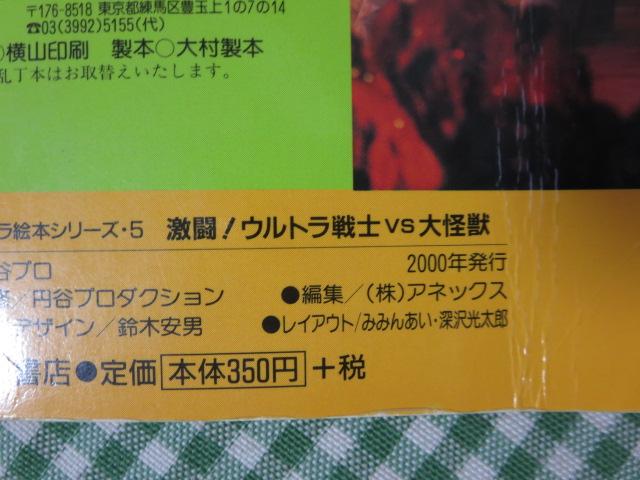 〒176-8518 東京都練馬区豊玉上1の7の14
☎03(3992)5155(代)
○横山印刷 製本○大村製本
乱丁本はお取替えいたします。
ラ絵本シリーズ・5 激闘!ウルトラ戦士VS大怪獣
谷プロ 2000年発行
/円谷プロダクション ●編集/(株)アネックス
デザイン/鈴木安男 ●レイアウト/みみんあい・深沢光太郎
書店●定価 本体350円+税